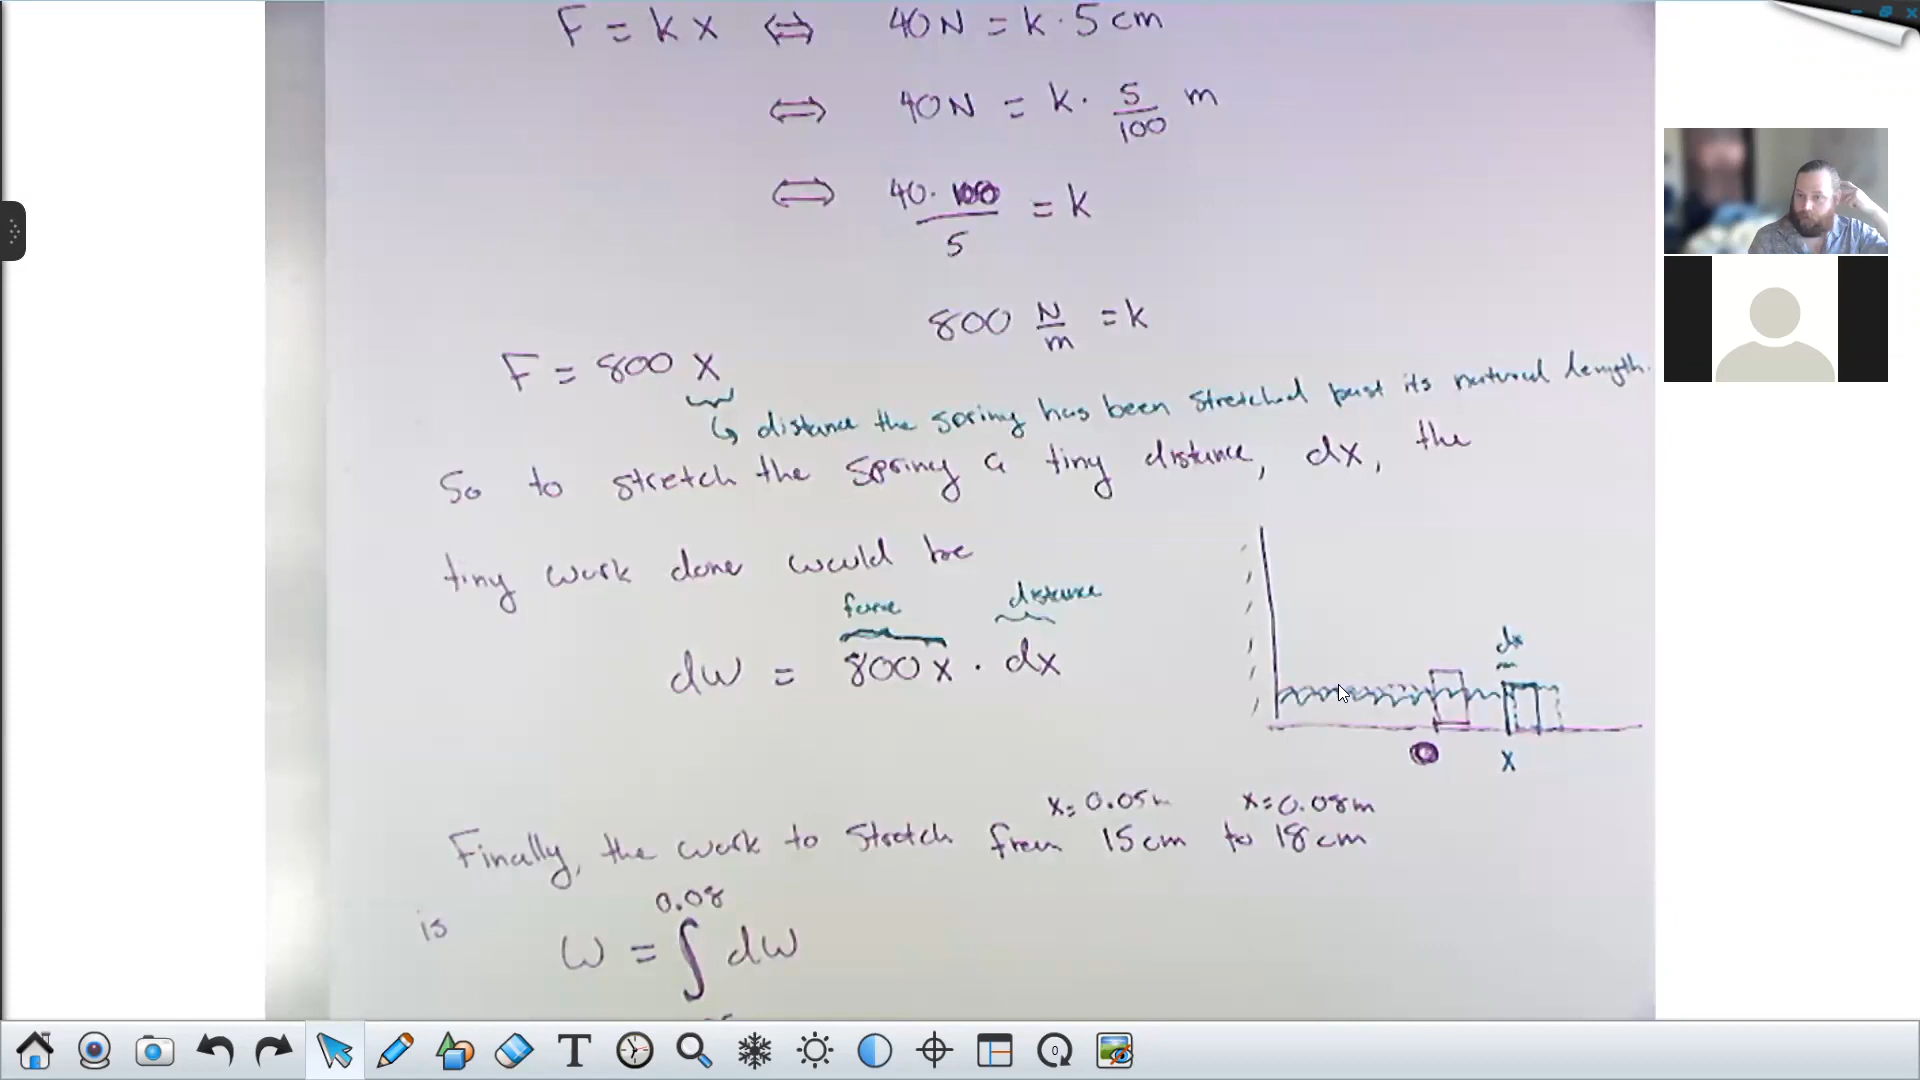 F = k x ⟺ 40 N = k · 5 cm
⟺ 40 N = k · 5/100 m
⟺ 40 · 100 / 5 = k
800 N/m = k
F = 800 x
↳ distance the spring has been stretched past its natural length.
So to stretch the spring a tiny distance, dx, the
tiny work done would be
force distance
dW = 800 x · dx
dx
0 x
x = 0.05m x = 0.08m
Finally, the work to stretch from 15 cm to 18 cm
is
0.08
W = ∫ dW
T
0